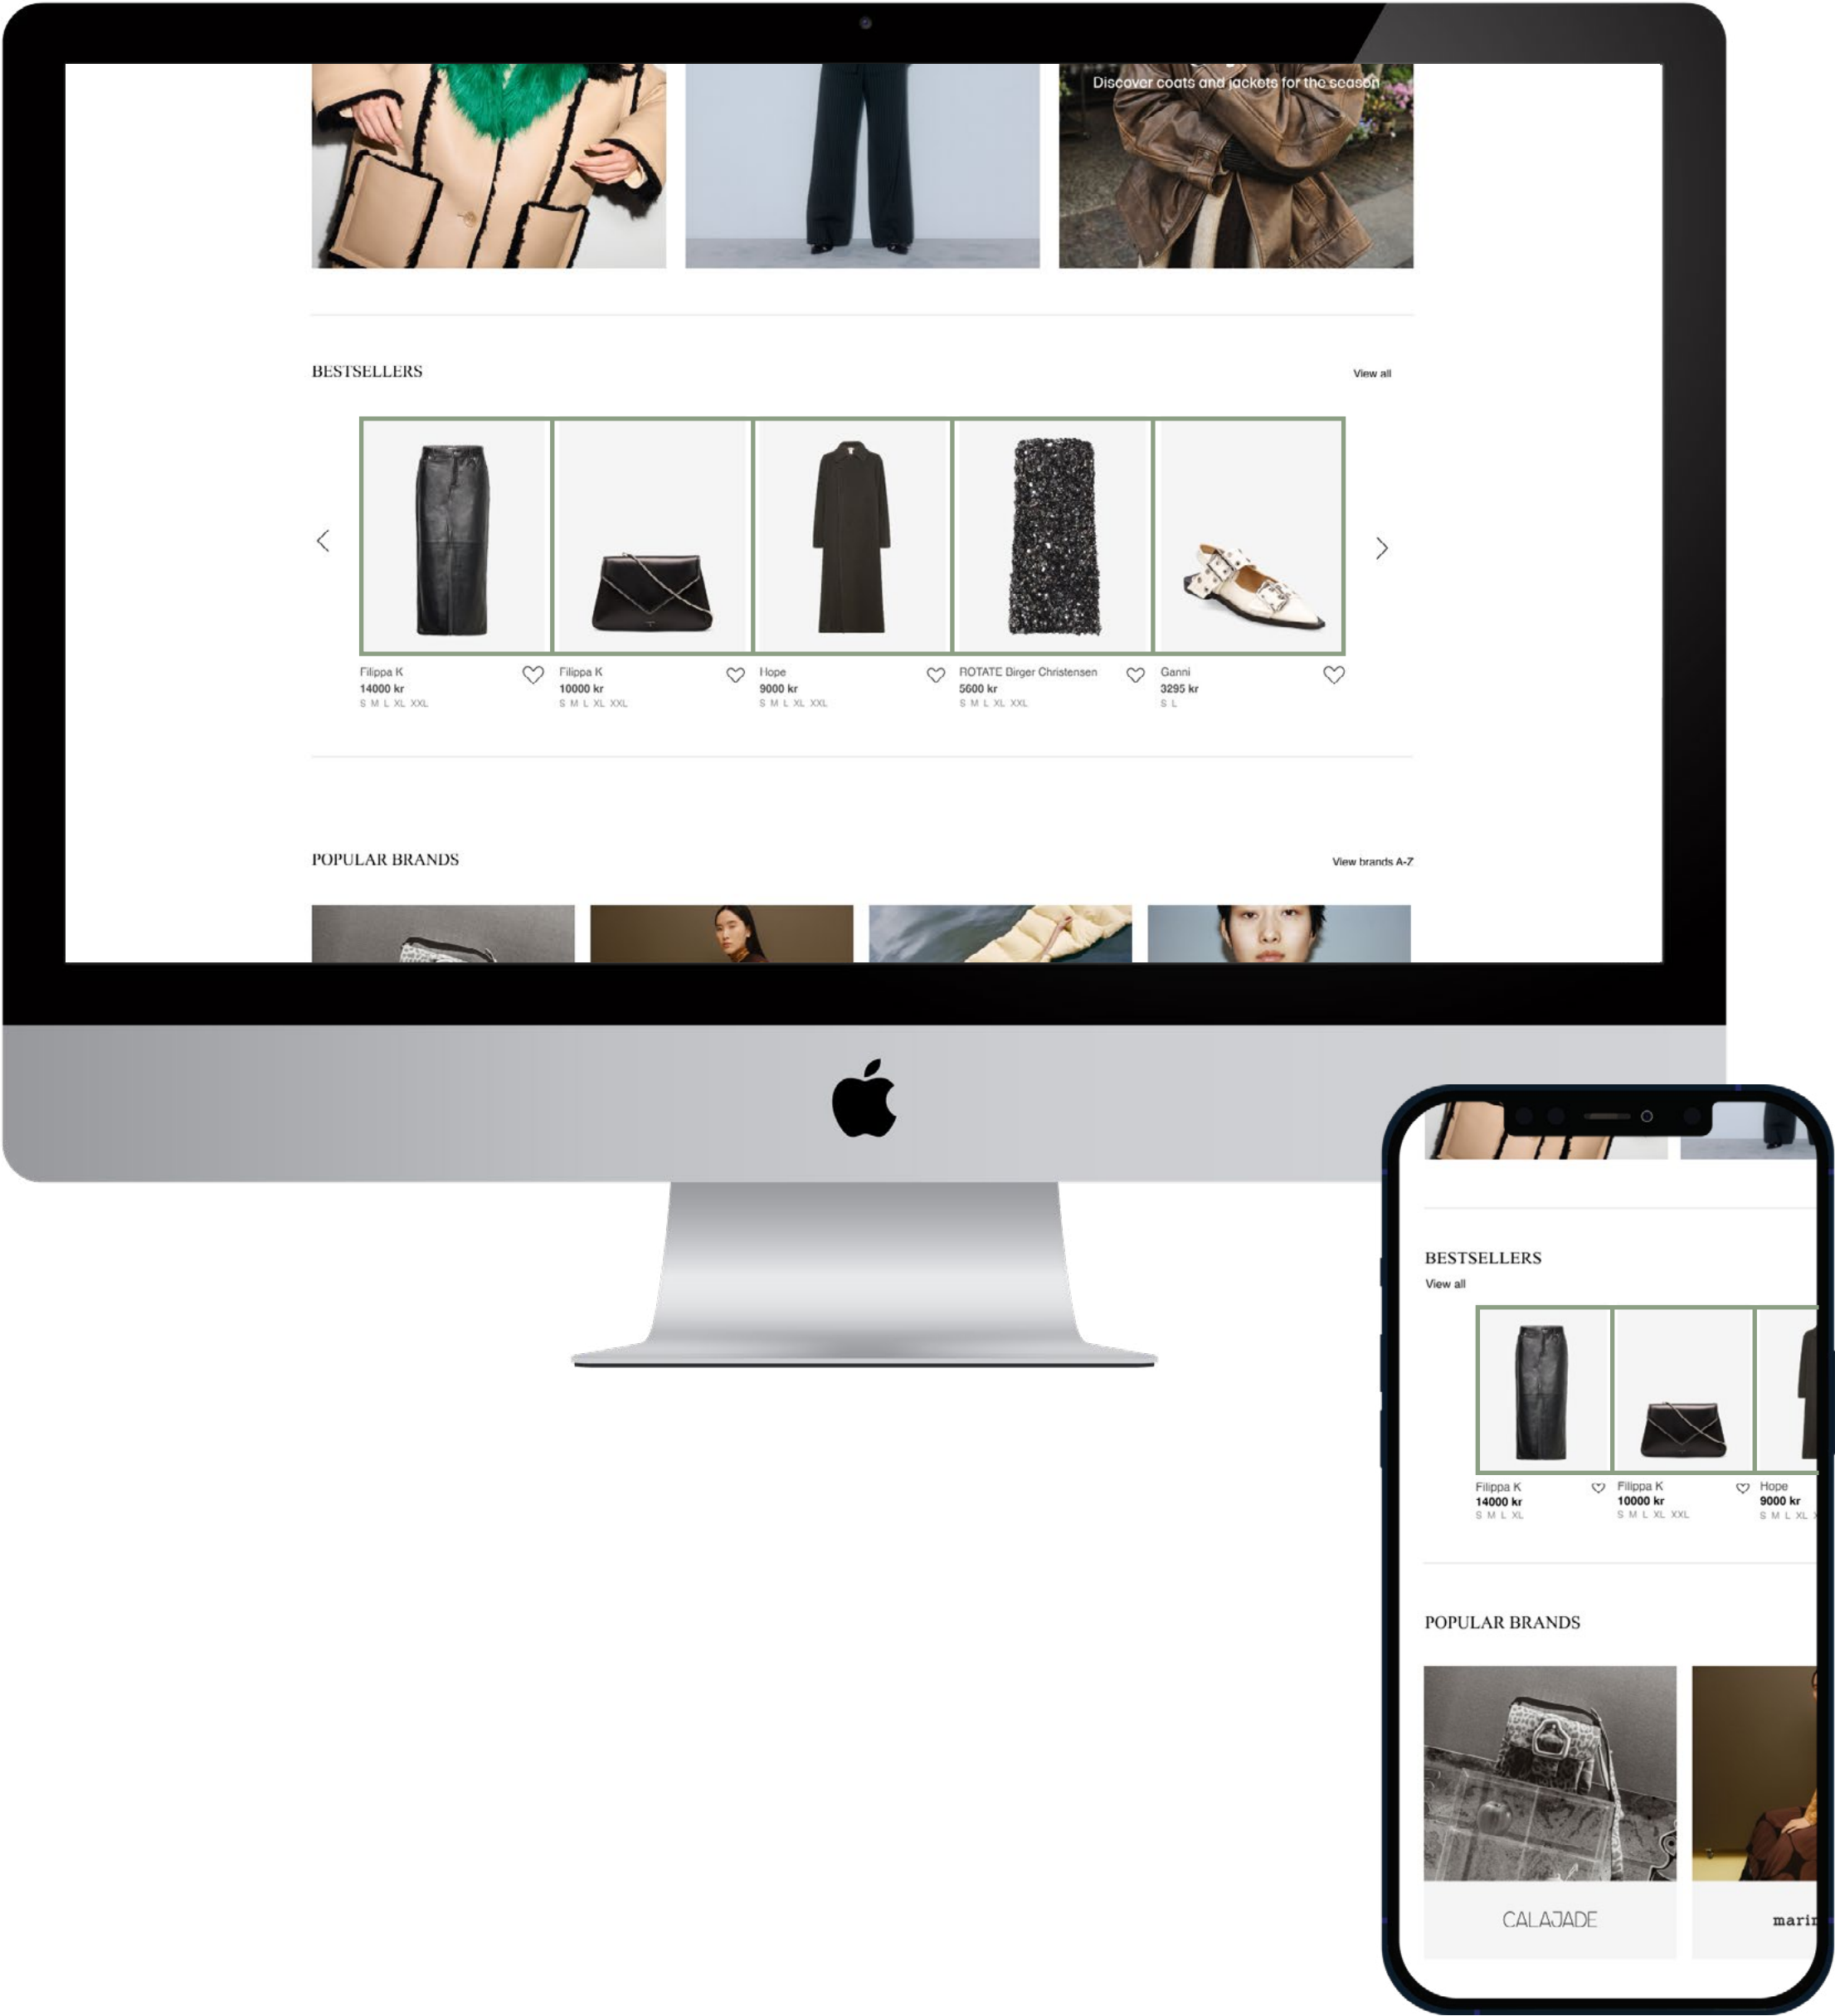 Discover coats and jackets for the season
BESTSELLERS
View all
Filippa K
14000 kr
S M L XL XXL
Filippa K
10000 kr
S M L XL XXL
Hope
9000 kr
S M L XL XXL
ROTATE Birger Christensen
5600 kr
S M L XL XXL
Ganni
3295 kr
S L
POPULAR BRANDS
View brands A-Z
BESTSELLERS
View all
Filippa K
14000 kr
S M L XL
Filippa K
10000 kr
S M L XL XXL
Hope
9000 kr
S M L XL
POPULAR BRANDS
CALAJADE
marin